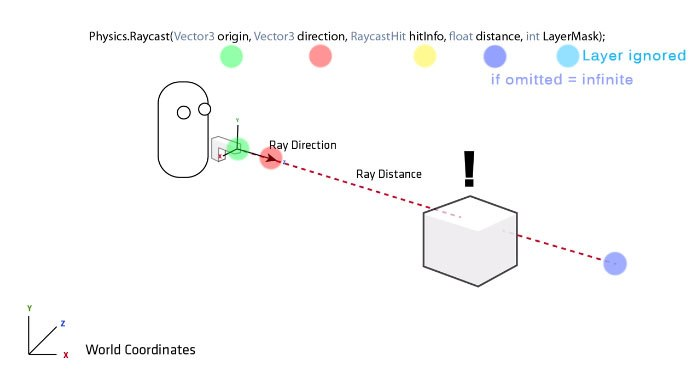 Physics.Raycast(Vector3 origin, Vector3 direction, RaycastHit hitInfo, float distance, int LayerMask);
Layer ignored
if omitted = infinite
Y
X
Ray Direction
Ray Distance
!
Y
Z
X
World Coordinates